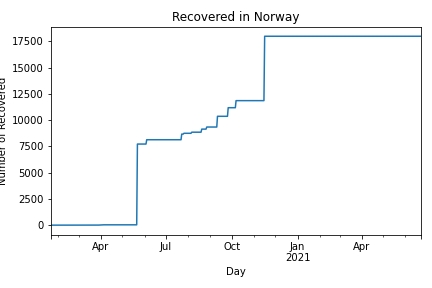 Recovered in Norway
Number of Recovered
17500
15000
12500
10000
7500
5000
2500
0
Apr
Jul
Oct
Jan
2021
Apr
Day